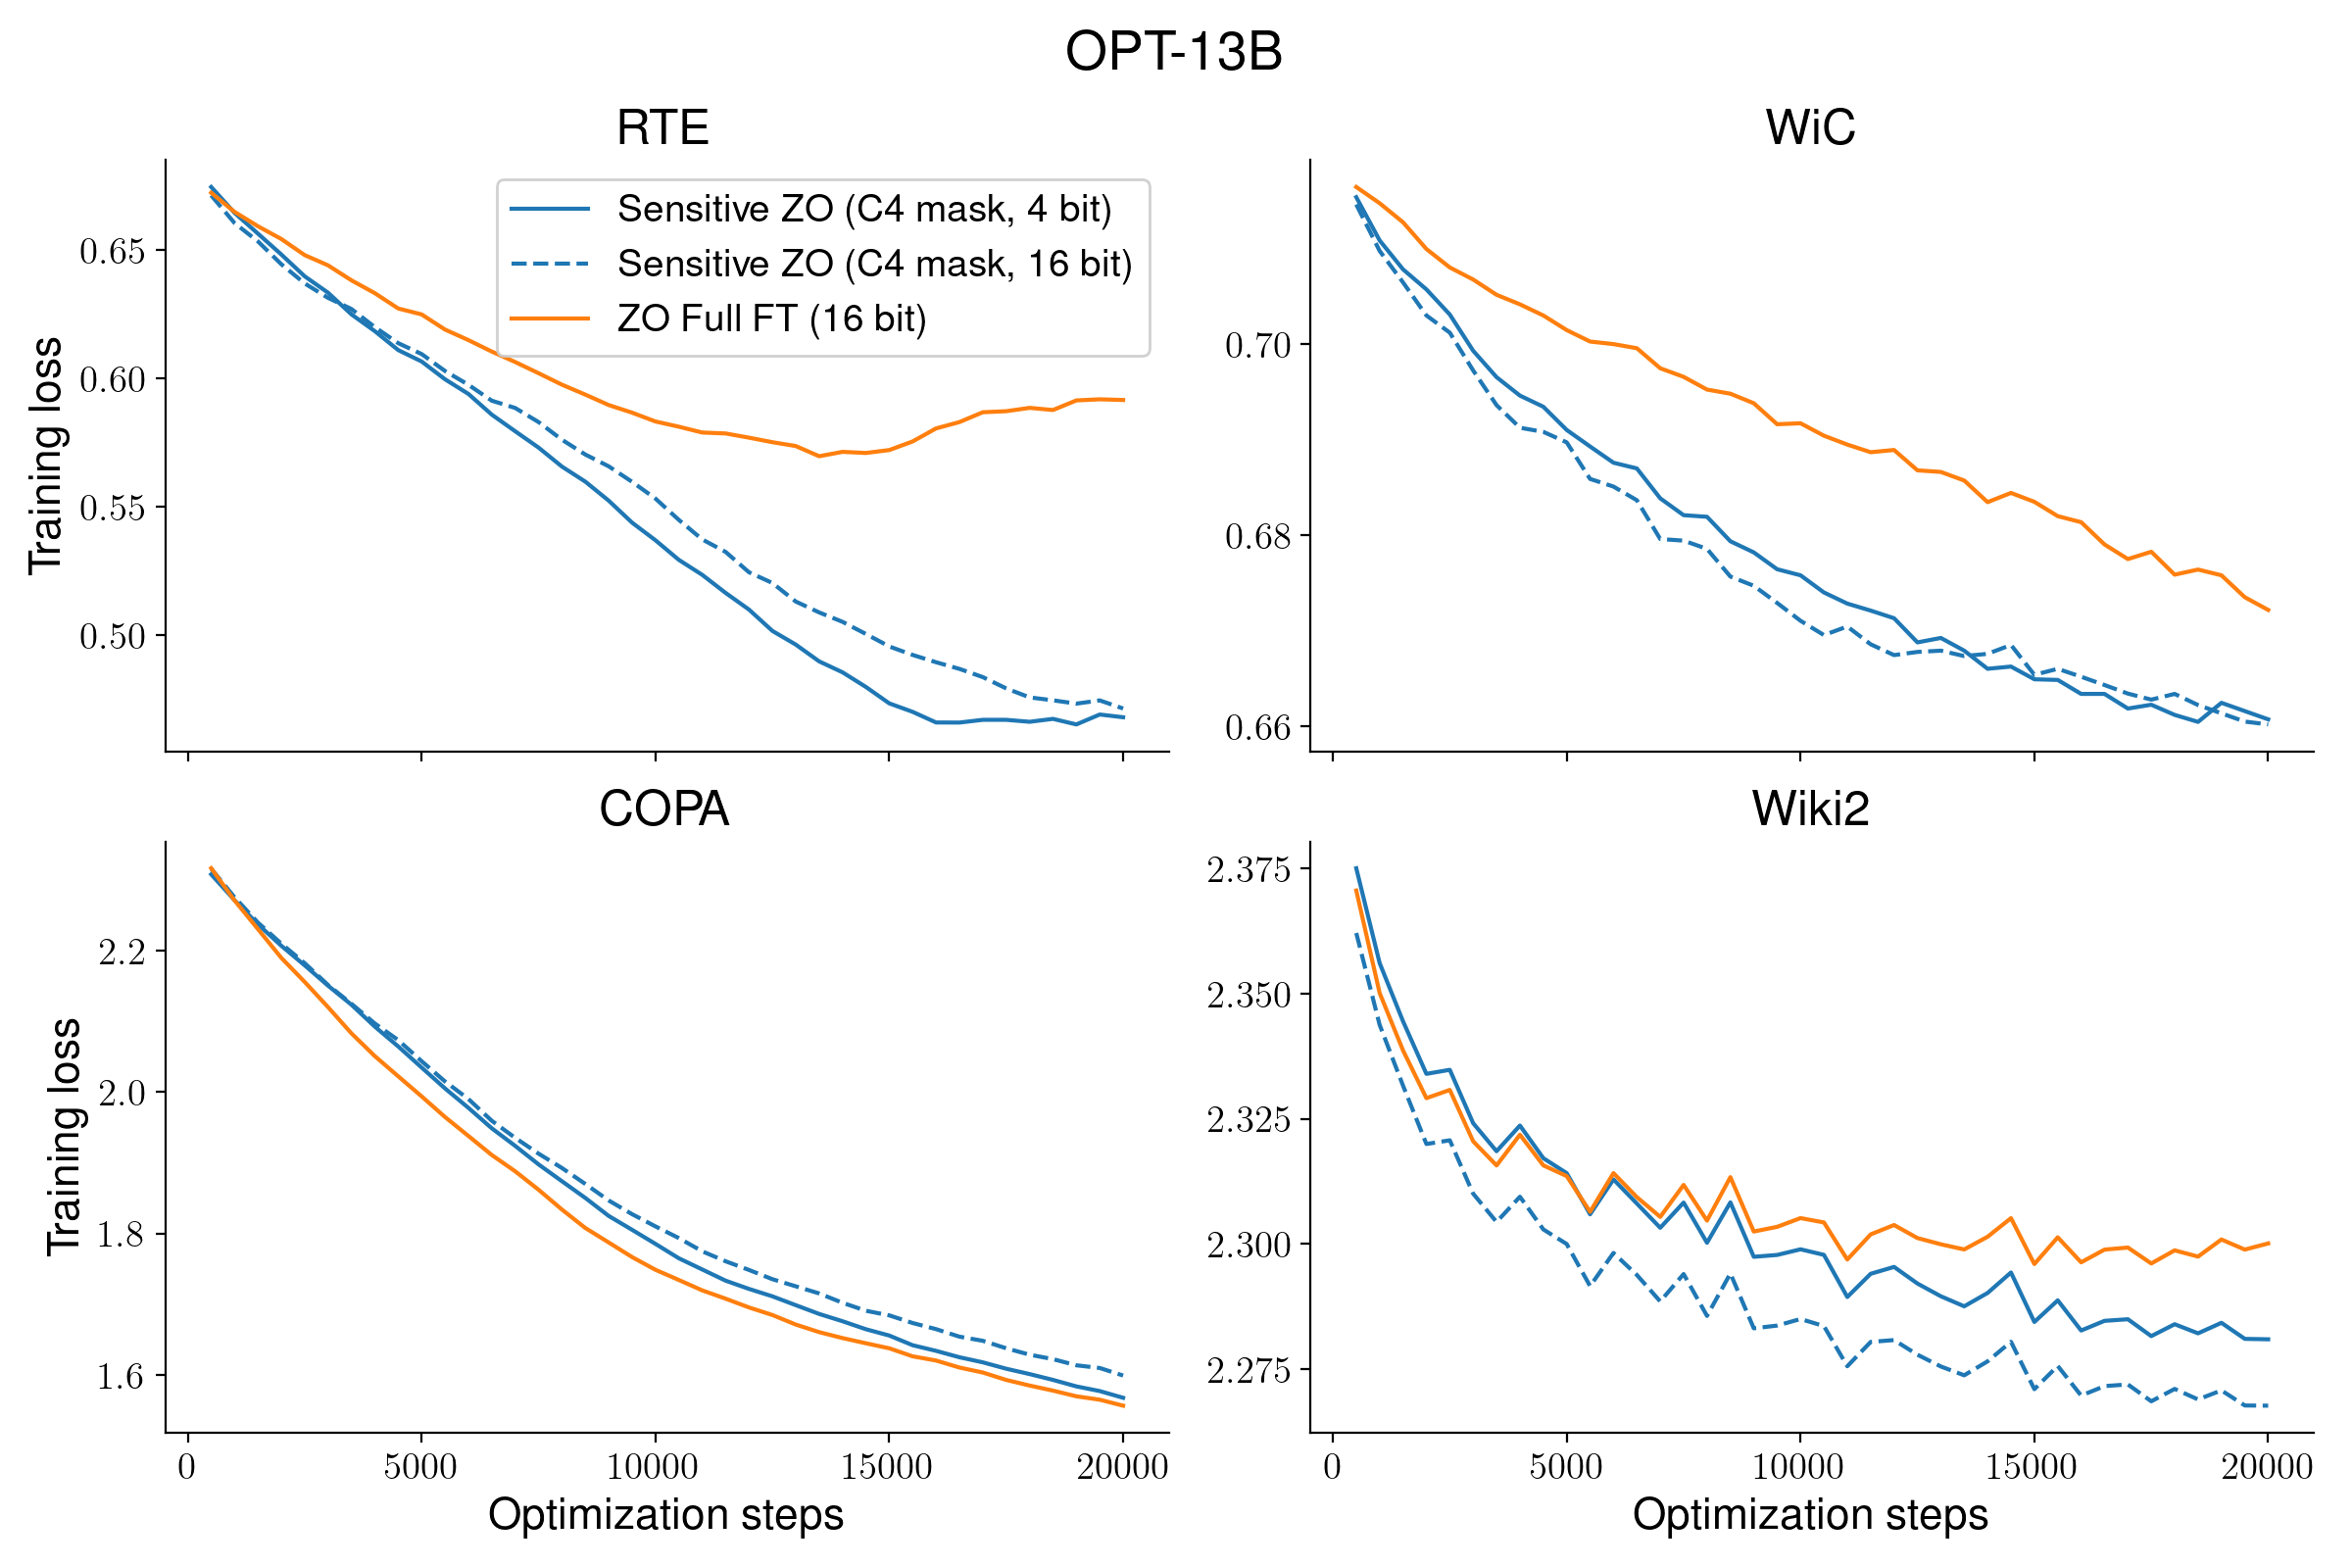 OPT-13B
RTE
WiC
Sensitive ZO (C4 mask, 4 bit)
Sensitive ZO (C4 mask, 16 bit)
ZO Full FT (16 bit)
Training loss
0.65
0.60
0.55
0.50
0.70
0.68
0.66
COPA
Wiki2
Training loss
2.2
2.0
1.8
1.6
0
5000
10000
15000
20000
Optimization steps
2.375
2.350
2.325
2.300
2.275
0
5000
10000
15000
20000
Optimization steps